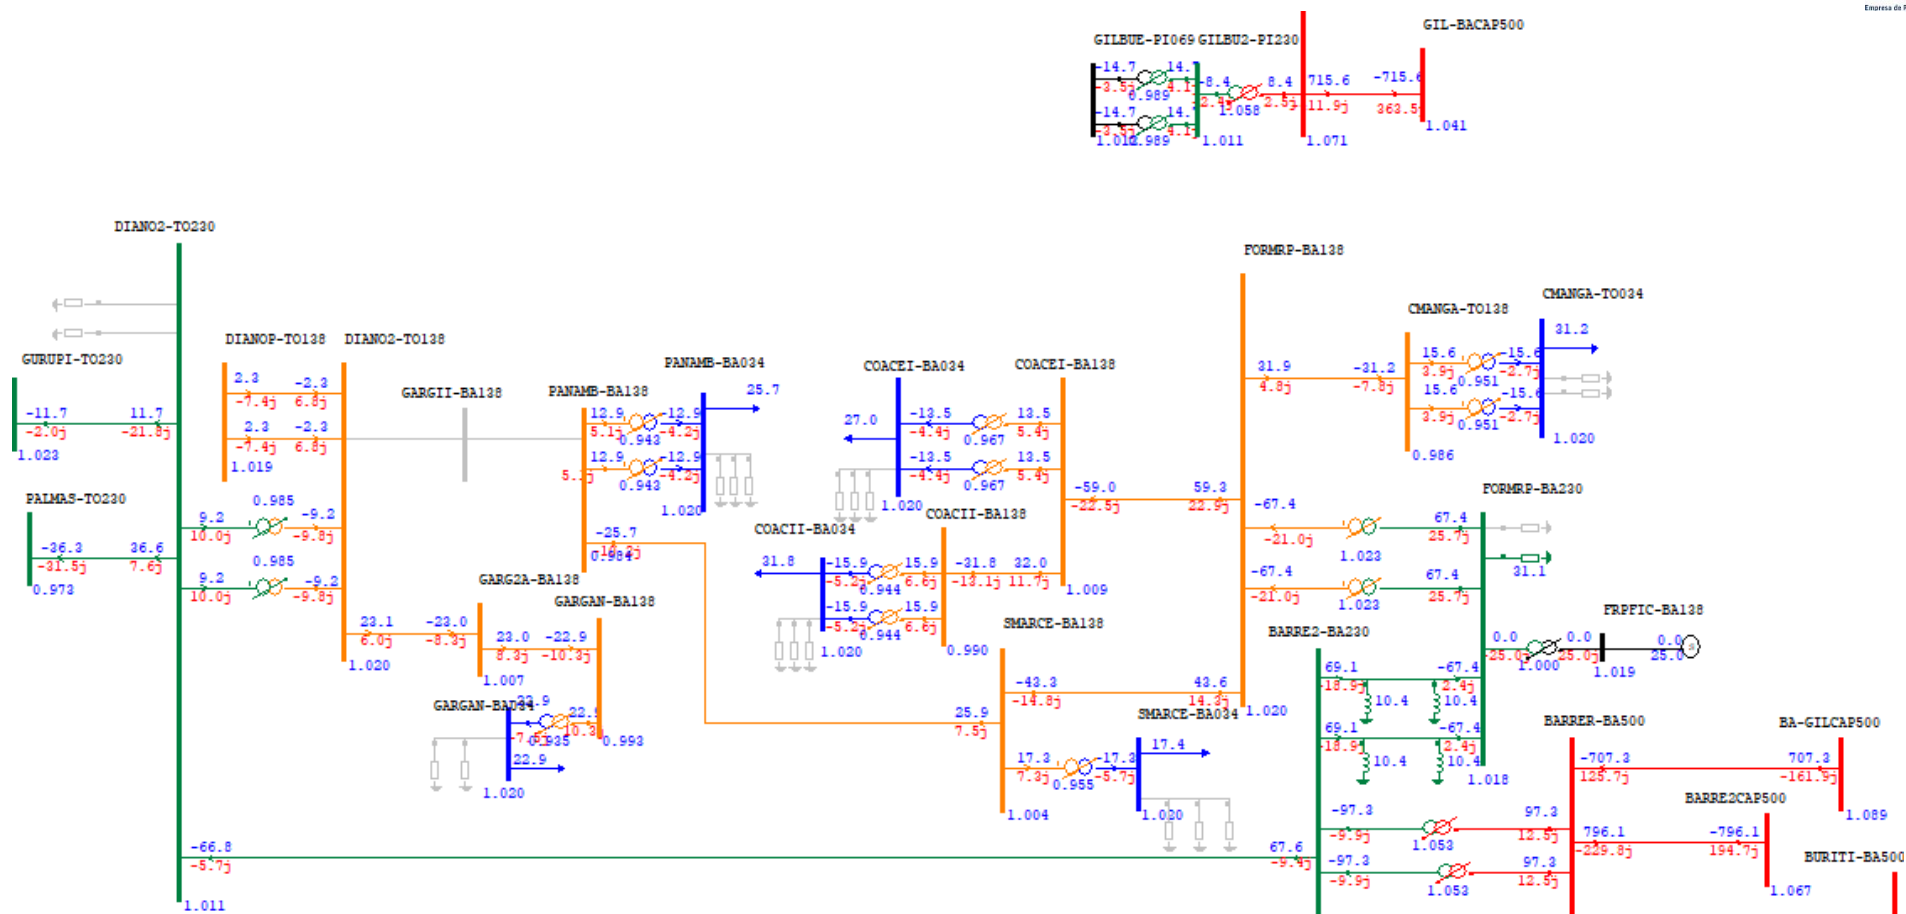 Empresa de P
GIL-BACAP500
GILBUE-PI069 GILBU2-PI230
-14.7 14.
-3.5j 4.1
0.989
-14.7 14.
-3.5j 4.1
0.989
1.011
-8.4 8.4
2.5j
1.058
715.6 -715.6
11.9j 363.5
1.071
1.041
DIANO2-TO230
GURUPI-TO230
-11.7 11.7
-2.0j -21.8j
1.023
PALMAS-TO230
-36.3 36.6
-31.5j 7.6j
0.973
DIANOP-TO138 DIANO2-TO138
2.3 -2.3
-7.4j 6.8j
2.3 -2.3
-7.4j 6.8j
1.019
0.985
9.2 -9.2
10.0j -9.8j
0.985
9.2 -9.2
10.0j -9.8j
23.1 -23.0
6.0j -8.3j
1.020
GARGII-BA138
PANAMB-BA138
PANAMB-BA034
25.7
12.9 -12.9
5.1j -4.2j
0.943
12.9 -12.9
-4.2j
0.943
1.020
-25.7
GARG2A-BA138
GARGAN-BA138
23.0 -22.9
8.3j -10.3j
1.007
GARGAN-BA034
0.935
0.993
22.9
1.020
COACEI-BA034
COACEI-BA138
27.0
-13.5 13.5
-4.4j 5.4j
0.967
-13.5 13.5
-4.4j 5.4j
0.967
1.020
-59.0 59.3
-22.5j 22.9j
COACII-BA034
COACII-BA138
31.8
-15.9 15.9
-5.2j 6.6j
0.944
-15.9 15.9
-5.2j 6.6j
0.944
1.020
-31.8 32.0
-13.1j 11.7j
1.009
0.990
SMARCE-BA138
-43.3 43.6
-14.8j 14.3j
25.9
7.5j
SMARCE-BA034
17.3 -17.3
7.3j -5.7j
0.955
17.4
1.004
1.020
FORMRP-BA138
31.9 -31.2
4.8j -7.8j
CMANGA-TO138
CMANGA-TO034
31.2
15.6 -15.6
3.9j -2.7j
0.951
15.6 -15.6
3.9j -2.7j
0.951
1.020
0.986
FORMRP-BA230
-67.4 67.4
-21.0j 25.7j
1.023
-67.4 67.4
-21.0j 25.7j
1.023
31.1
1.020
FRPFIC-BA138
0.0 0.0 0.0
-25.0j 25.0j 25.0
1.000
1.019
BARRE2-BA230
69.1 -67.4
-18.9j 2.4j
10.4 10.4
69.1 -67.4
-18.9j 2.4j
10.4 10.4
1.018
BARRER-BA500
BA-GILCAP500
-707.3 707.3
125.7j -161.9j
1.089
BARRE2CAP500
-97.3 97.3
-9.9j 12.5j
1.053
796.1 -796.1
-229.8j 194.7j
1.067
-97.3 97.3
-9.9j 12.5j
1.053
BURITI-BA500
-66.8 67.6
-5.7j -9.4j
1.011